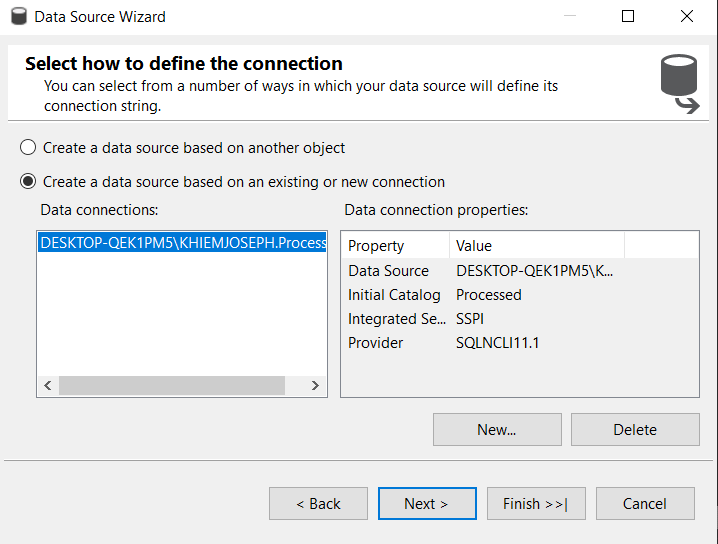 Data Source Wizard
Select how to define the connection
You can select from a number of ways in which your data source will define its
connection string.
Create a data source based on another object
Create a data source based on an existing or new connection
Data connections:
Data connection properties:
DESKTOP-QEK1PM5\KHIEMJOSEPH.Process
Property Value
Data Source DESKTOP-QEK1PM5\K...
Initial Catalog Processed
Integrated Se... SSPI
Provider SQLNCLI11.1
New... Delete
< Back Next > Finish >>| Cancel